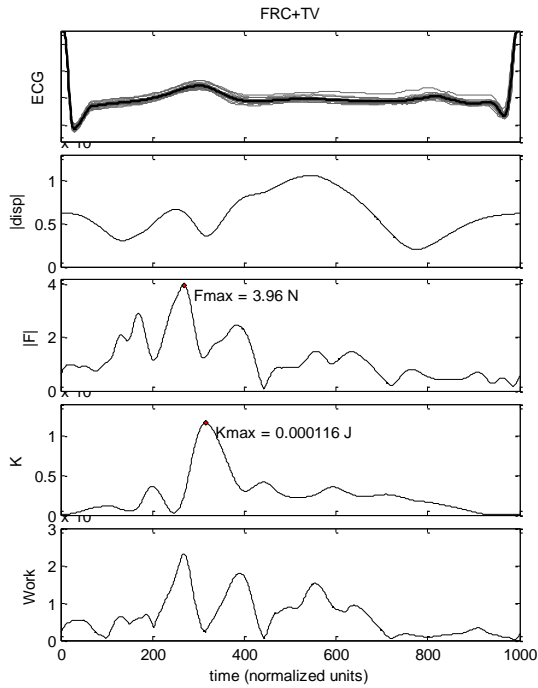 FRC+TV
ECG
|disp|
1
0.5
0
|F|
4
2
0
Fmax = 3.96 N
K
1
0.5
0
Kmax = 0.000116 J
Work
3
2
1
0
0 200 400 600 800 1000
time (normalized units)